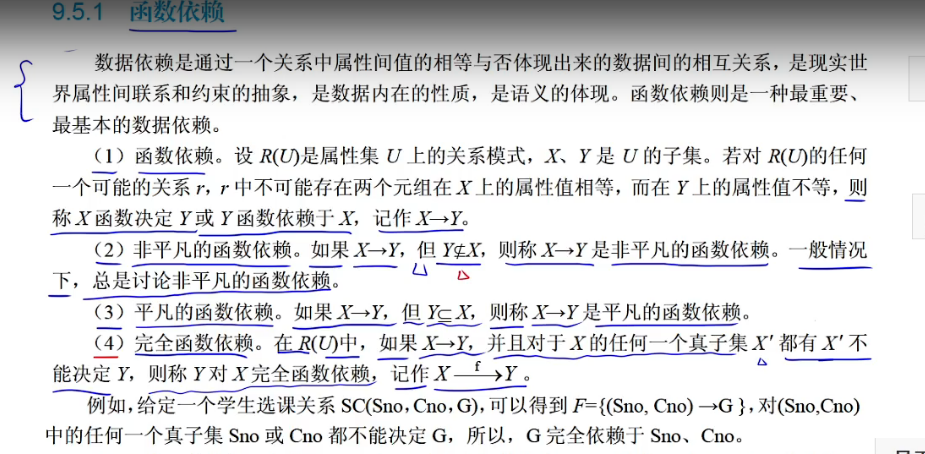 9.5.1 函数依赖
数据依赖是通过一个关系中属性间值的相等与否体现出来的数据间的相互关系，是现实世
界属性间联系和约束的抽象，是数据内在的性质，是语义的体现。函数依赖则是一种最重要、
最基本的数据依赖。
（1）函数依赖。设 R(U)是属性集 U 上的关系模式，X、Y 是 U 的子集。若对 R(U)的任何
一个可能的关系 r，r 中不可能存在两个元组在 X 上的属性值相等，而在 Y 上的属性值不等，则
称 X 函数决定 Y 或 Y 函数依赖于 X，记作 X→Y。
（2）非平凡的函数依赖。如果 X→Y，但 Y⊈X，则称 X→Y 是非平凡的函数依赖。一般情况
下，总是讨论非平凡的函数依赖。
（3）平凡的函数依赖。如果 X→Y，但 Y⊆X，则称 X→Y 是平凡的函数依赖。
（4）完全函数依赖。在 R(U)中，如果 X→Y，并且对于 X 的任何一个真子集 X′ 都有 X′ 不
能决定 Y，则称 Y 对 X 完全函数依赖，记作 X —f→ Y。
例如，给定一个学生选课关系 SC(Sno, Cno, G)，可以得到 F={(Sno, Cno) →G }，对(Sno,Cno)
中的任何一个真子集 Sno 或 Cno 都不能决定 G，所以，G 完全依赖于 Sno、Cno。